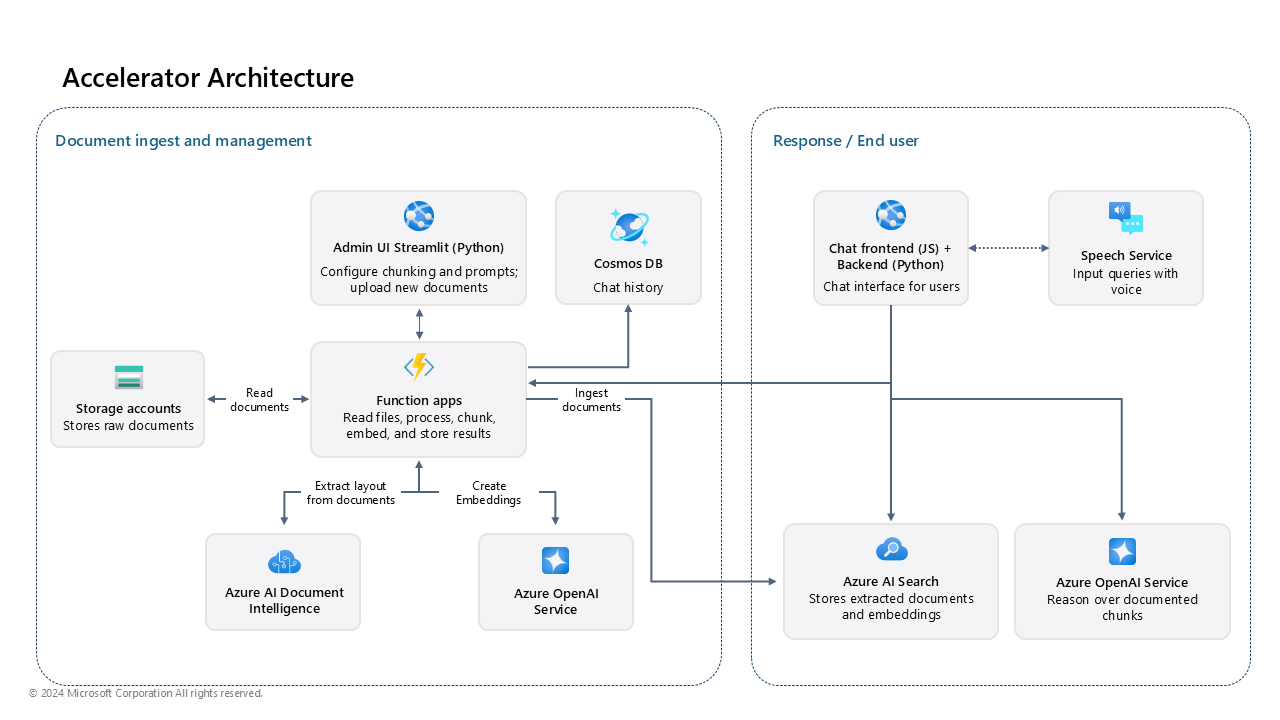 Accelerator Architecture
Document ingest and management
Admin UI Streamlit (Python)
Configure chunking and prompts;
upload new documents
Cosmos DB
Chat history
Storage accounts
Stores raw documents
Read
documents
Function apps
Read files, process, chunk,
embed, and store results
Ingest
documents
Extract layout
from documents
Create
Embeddings
Azure AI Document
Intelligence
Azure OpenAI
Service
Response / End user
Chat frontend (JS) +
Backend (Python)
Chat interface for users
Speech Service
Input queries with
voice
Azure AI Search
Stores extracted documents
and embeddings
Azure OpenAI Service
Reason over documented
chunks
© 2024 Microsoft Corporation All rights reserved.